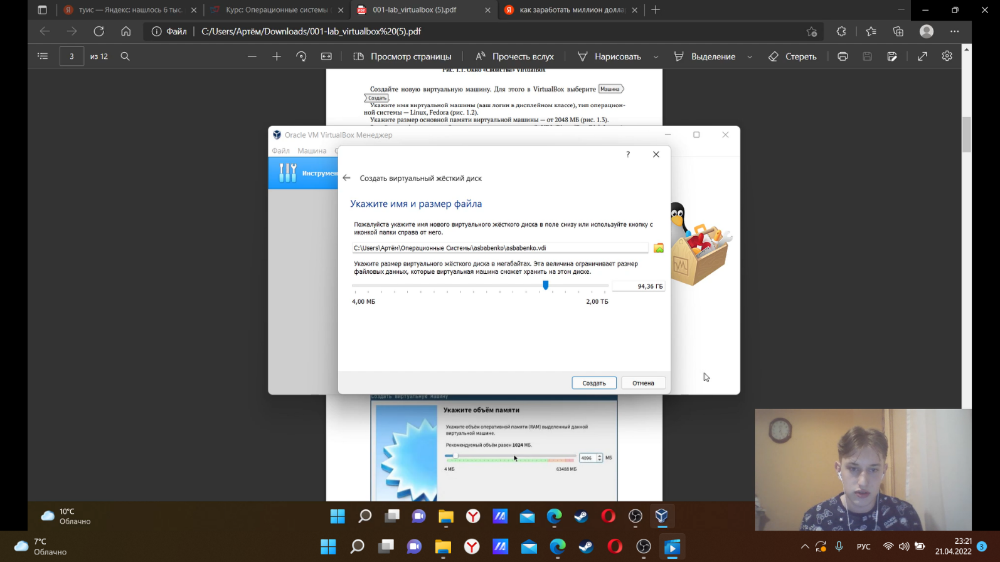 туис — Яндекс: нашлось 6 тыс.
Курс: Операционные системы (
001-lab_virtualbox (5).pdf
как заработать миллион долла
Файл
C:/Users/Артём/Downloads/001-lab_virtualbox%20(5).pdf
3
из 12
Просмотр страницы
Прочесть вслух
Нарисовать
Выделение
Стереть
Рис. 1.1. Окно «Свойства» VirtualBox
Создайте новую виртуальную машину. Для этого в VirtualBox выберите Машина
Создать.
Укажите имя виртуальной машины (ваш логин в дисплейном классе), тип операцион-
ной системы — Linux, Fedora (рис. 1.2).
Укажите размер основной памяти виртуальной машины — от 2048 МБ (рис. 1.3).
Oracle VM VirtualBox Менеджер
Файл Машина С
Инструмен
?
Создать виртуальный жёсткий диск
Укажите имя и размер файла
Пожалуйста укажите имя нового виртуального жёсткого диска в поле снизу или используйте кнопку с
иконкой папки справа от него.
C:\Users\Артём\Операционные Системы\asbabenko\asbabenko.vdi
Укажите размер виртуального жёсткого диска в мегабайтах. Эта величина ограничивает размер
файловых данных, которые виртуальная машина сможет хранить на этом диске.
94,36 ГБ
4,00 МБ
2,00 ТБ
Создать
Отмена
Создать виртуальную машину
Укажите объём памяти
Укажите объём оперативной памяти (RAM) выделенный данной
виртуальной машине.
Рекомендуемый объём равен 1024 МБ.
4096
МБ
4 МБ
63488 МБ
10°C
Облачно
7°C
Облачно
РУС
23:21
21.04.2022
3